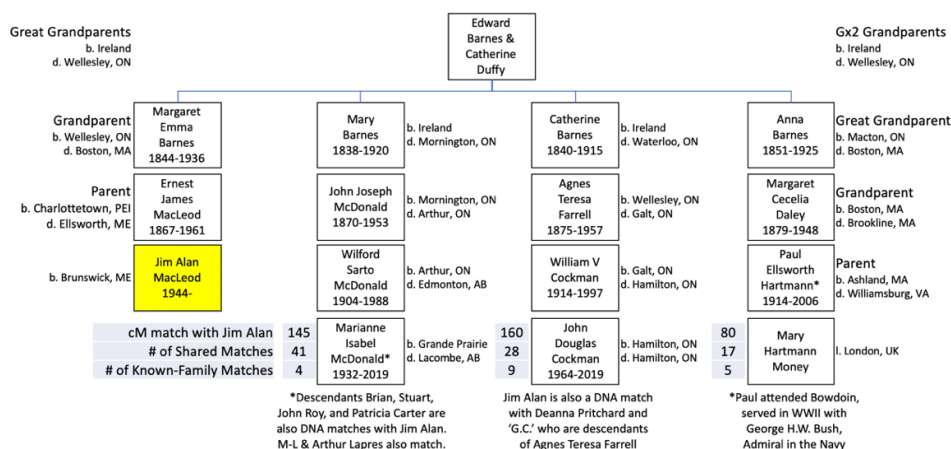 Edward
Barnes &
Catherine
Duffy
Great Grandparents
b. Ireland
d. Wellesley, ON
Gx2 Grandparents
b. Ireland
d. Wellesley, ON
Grandparent
b. Wellesley, ON
d. Boston, MA
Margaret
Emma
Barnes
1844-1936
Mary
Barnes
1838-1920
b. Ireland
d. Mornington, ON
Catherine
Barnes
1840-1915
b. Ireland
d. Waterloo, ON
Anna
Barnes
1851-1925
Great Grandparent
b. Macton, ON
d. Boston, MA
Parent
b. Charlottetown, PEI
d. Ellsworth, ME
Ernest
James
MacLeod
1867-1961
John Joseph
McDonald
1870-1953
b. Mornington, ON
d. Arthur, ON
Agnes
Teresa
Farrell
1875-1957
b. Wellesley, ON
d. Galt, ON
Margaret
Cecelia
Daley
1879-1948
Grandparent
b. Boston, MA
d. Brookline, MA
b. Brunswick, ME
Jim Alan
MacLeod
1944-
Wilford
Sarto
McDonald
1904-1988
b. Arthur, ON
d. Edmonton, AB
William V
Cockman
1914-1997
b. Galt, ON
d. Hamilton, ON
Paul
Ellsworth
Hartmann*
1914-2006
Parent
b. Ashland, MA
d. Williamsburg, VA
cM match with Jim Alan 145
# of Shared Matches 41
# of Known-Family Matches 4
Marianne
Isabel
McDonald*
1932-2019
b. Grande Prairie
d. Lacombe, AB
160
28
9
John
Douglas
Cockman
1964-2019
b. Hamilton, ON
d. Hamilton, ON
80
17
5
Mary
Hartmann
Money
l. London, UK
*Descendants Brian, Stuart,
John Roy, and Patricia Carter are
also DNA matches with Jim Alan.
M-L & Arthur Lapres also match.
Jim Alan is also a DNA match
with Deanna Pritchard and
‘G.C.’ who are descendants
of Agnes Teresa Farrell
*Paul attended Bowdoin,
served in WWII with
George H.W. Bush,
Admiral in the Navy